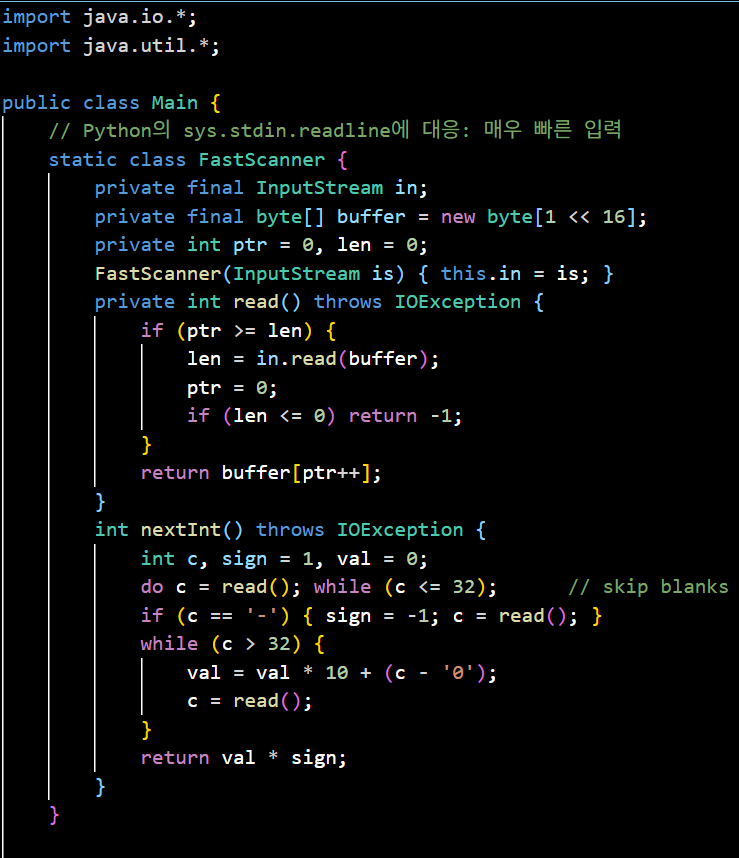 import java.io.*;
import java.util.*;
public class Main {
// Python의 sys.stdin.readline에 대응: 매우 빠른 입력
static class FastScanner {
private final InputStream in;
private final byte[] buffer = new byte[1 << 16];
private int ptr = 0, len = 0;
FastScanner(InputStream is) { this.in = is; }
private int read() throws IOException {
if (ptr >= len) {
len = in.read(buffer);
ptr = 0;
if (len <= 0) return -1;
}
return buffer[ptr++];
}
int nextInt() throws IOException {
int c, sign = 1, val = 0;
do c = read(); while (c <= 32);      // skip blanks
if (c == '-') { sign = -1; c = read(); }
while (c > 32) {
val = val * 10 + (c - '0');
c = read();
}
return val * sign;
}
}